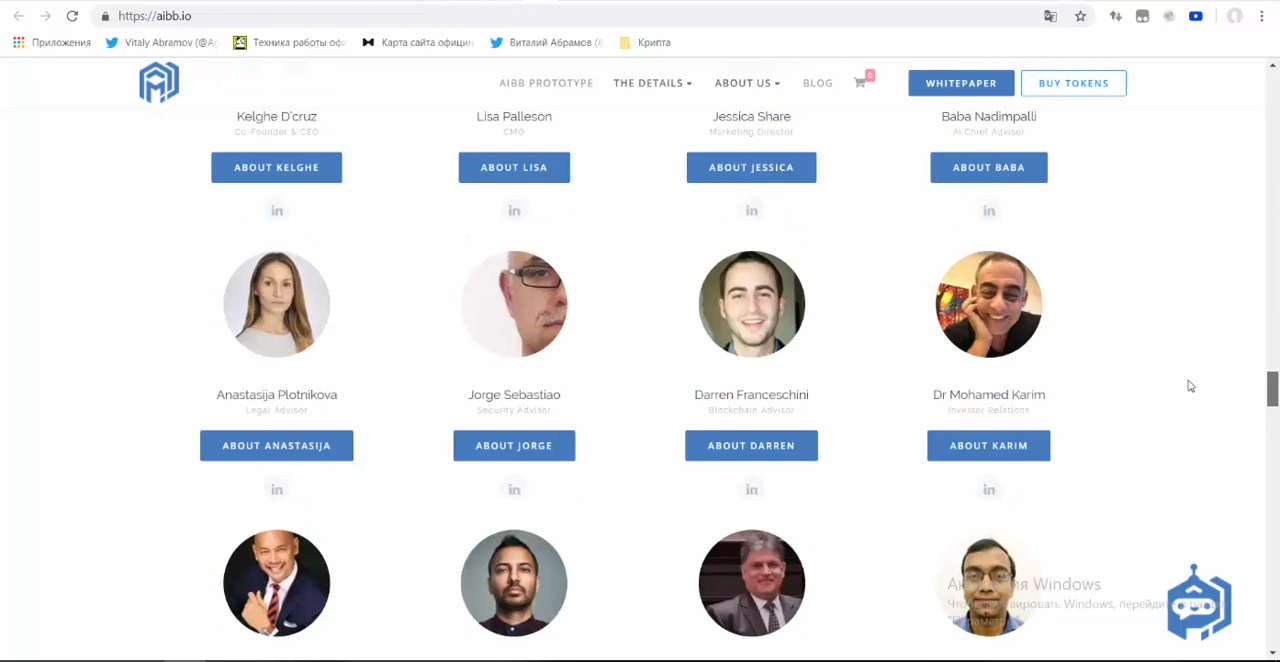 https://aibb.io
Приложения
Vitaly Abramov (@Ag
Техника работы офи
Карта сайта официа
Виталий Абрамов (@
Крипта
AIBB PROTOTYPE THE DETAILS ABOUT US BLOG 0 WHITEPAPER BUY TOKENS
Kelghe D'cruz Lisa Palleson Jessica Share Baba Nadimpalli
Co-Founder & CEO CMO Marketing Director Ai Chief Advisor
ABOUT KELGHE ABOUT LISA ABOUT JESSICA ABOUT BABA
in in in in
Anastasija Plotnikova Jorge Sebastiao Darren Franceschini Dr Mohamed Karim
Legal Advisor Security Advisor Blockchain Advisor Investor Relations
ABOUT ANASTASIJA ABOUT JORGE ABOUT DARREN ABOUT KARIM
in in in in
Windows
Windows, перейдите